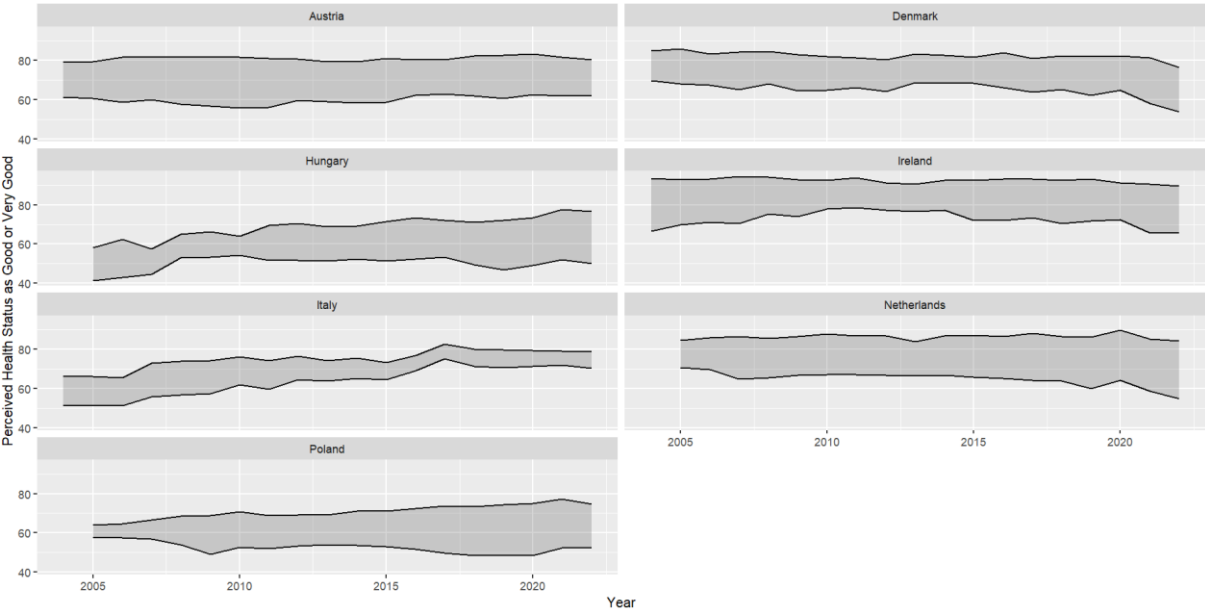 Austria
Denmark
80
60
40
Hungary
Ireland
80
60
40
Italy
Netherlands
80
60
40
2005
2010
2015
2020
Poland
80
60
40
2005
2010
2015
2020
Year
Perceived Health Status as Good or Very Good